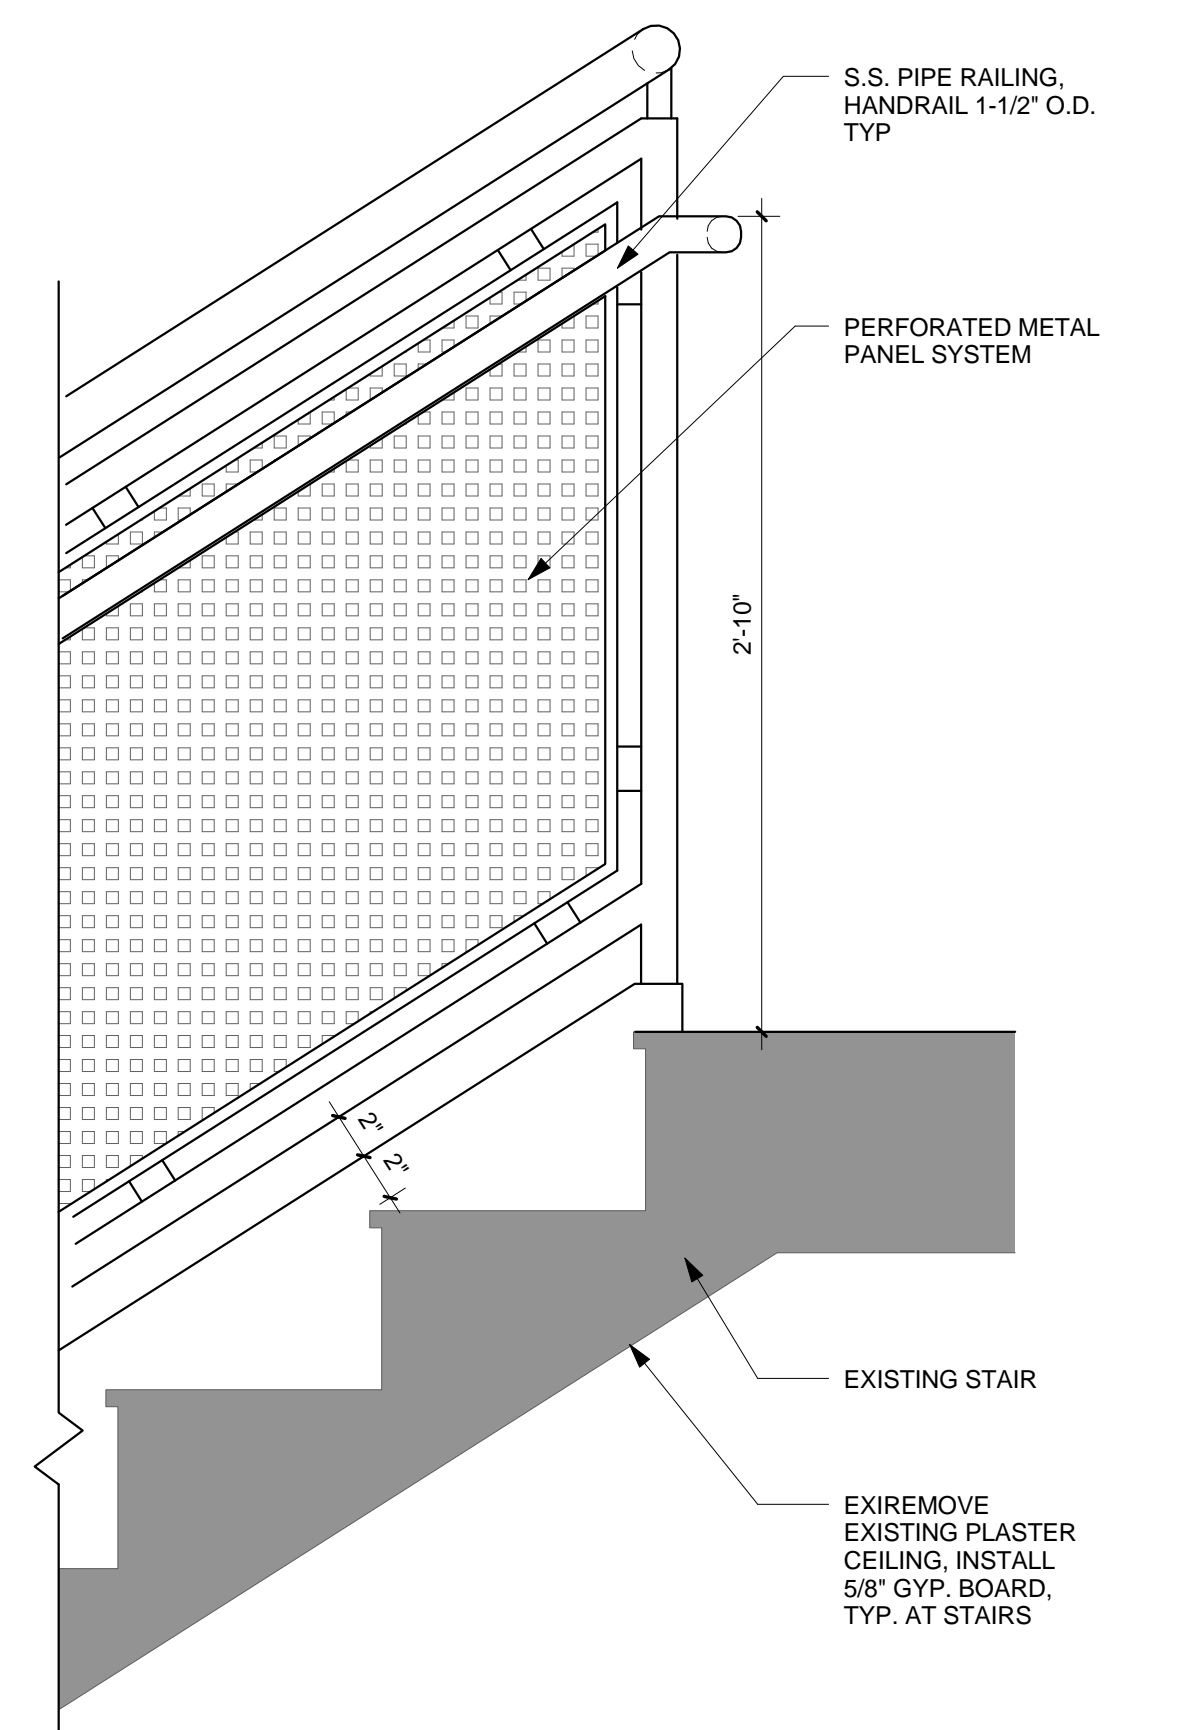 S.S. PIPE RAILING,
HANDRAIL 1-1/2" O.D.
TYP
PERFORATED METAL
PANEL SYSTEM
2'-10"
2"
2"
EXISTING STAIR
EXIREMOVE
EXISTING PLASTER
CEILING, INSTALL
5/8" GYP. BOARD,
TYP. AT STAIRS